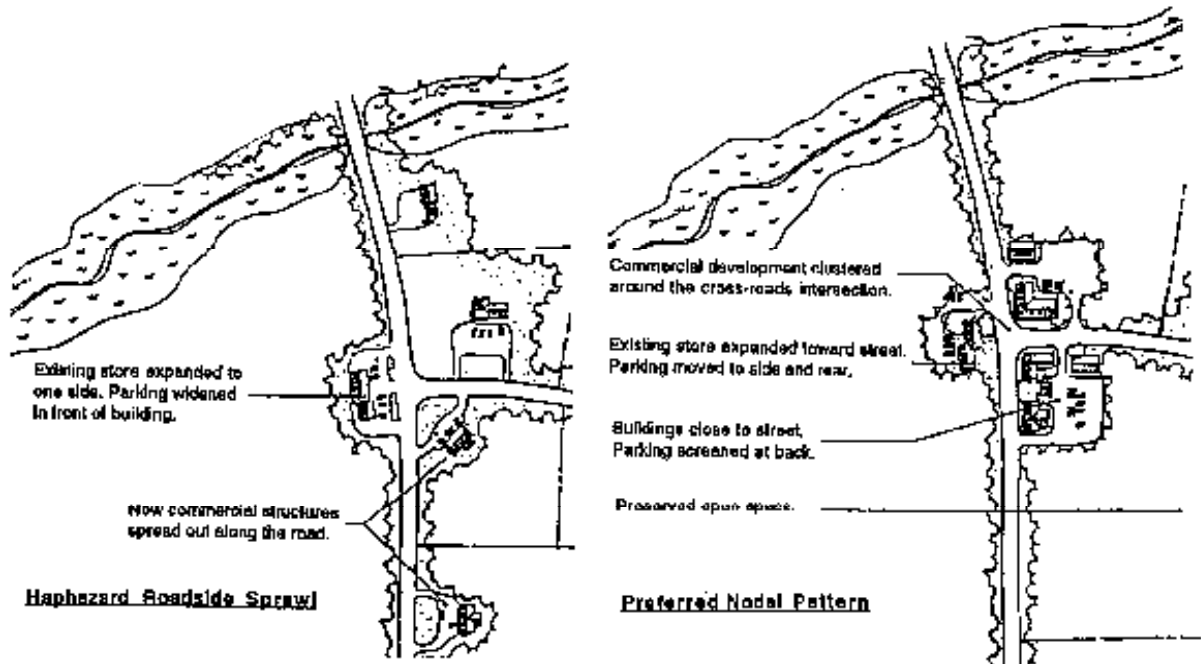 Existing store expanded to
one side. Parking widened
in front of building.
New commercial structures
spread out along the road.
Haphazard Roadside Sprawl
Commercial development clustered
around the cross-roads intersection.
Existing store expanded toward street.
Parking moved to side and rear.
Buildings close to street,
Parking screened at back.
Preserved open space.
Preferred Nodal Pattern